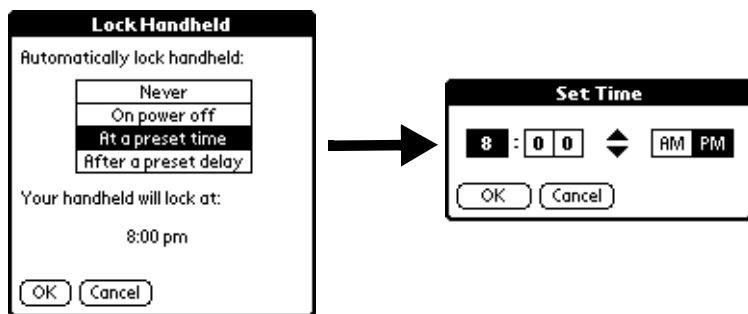 Lock Handheld
Automatically lock handheld:
Never
On power off
At a preset time
After a preset delay
Your handheld will lock at:
8:00 pm
OK Cancel
Set Time
8 : 0 0 AM PM
OK Cancel